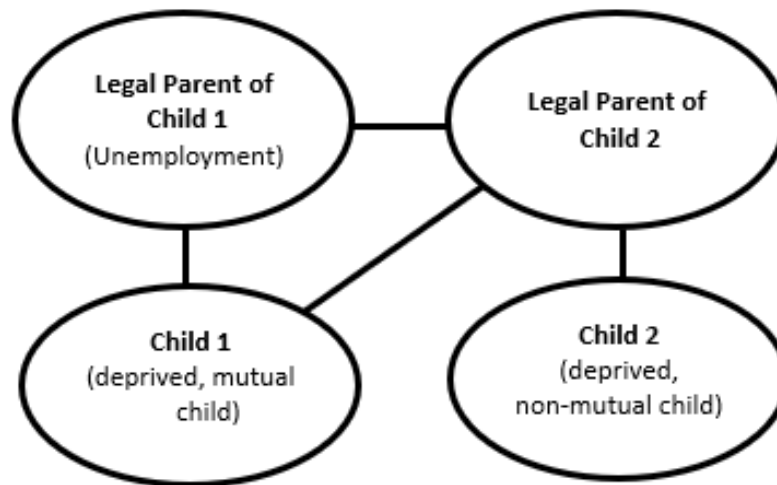 Legal Parent of
Child 1
(Unemployment)
Legal Parent of
Child 2
Child 1
(deprived, mutual
child)
Child 2
(deprived,
non-mutual child)